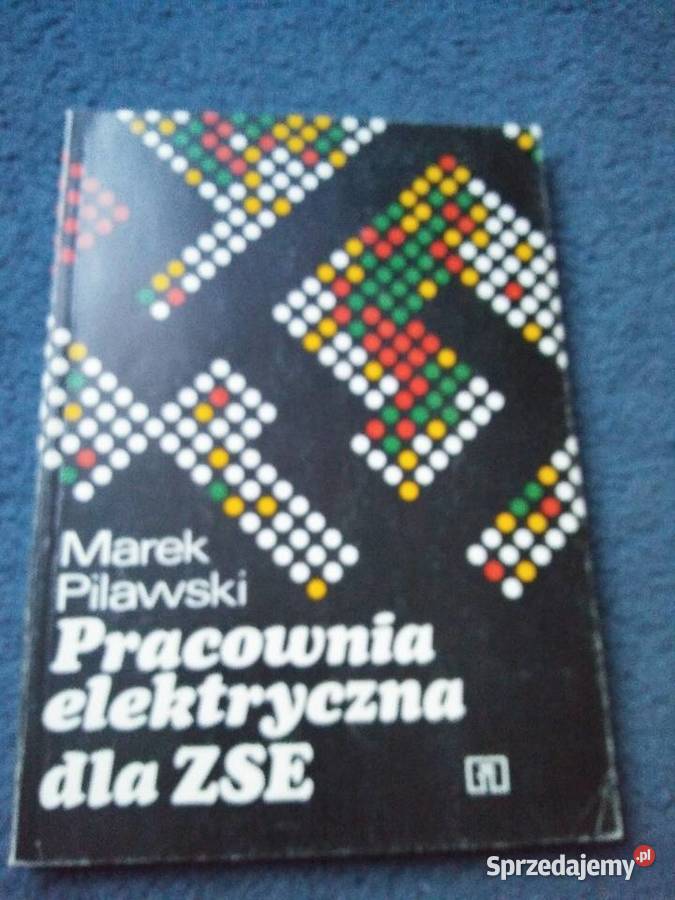 Marek
Pilawski
Pracownia
elektryczna
dla ZSE
Sprzedajemy.pl